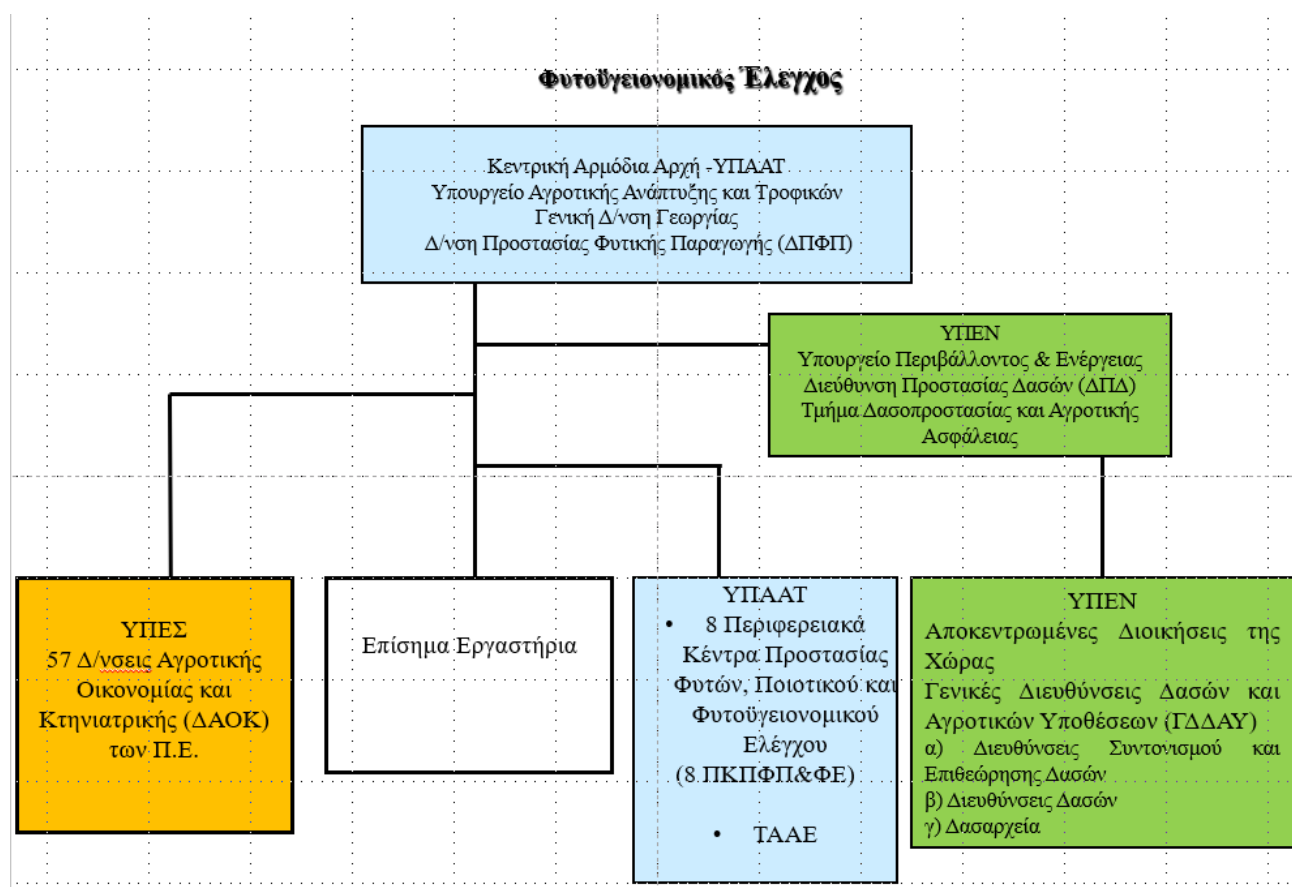 Φυτοϋγειονομικός Έλεγχος
Κεντρική Αρμόδια Αρχή -ΥΠΑΑΤ
Υπουργείο Αγροτικής Ανάπτυξης και Τροφικών
Γενική Δ/νση Γεωργίας
Δ/νση Προστασίας Φυτικής Παραγωγής (ΔΠΦΠ)
ΥΠΕΝ
Υπουργείο Περιβάλλοντος & Ενέργειας
Διεύθυνση Προστασίας Δασών (ΔΠΔ)
Τμήμα Δασοπροστασίας και Αγροτικής
Ασφάλειας
ΥΠΕΣ
57 Δ/νσεις Αγροτικής
Οικονομίας και
Κτηνιατρικής (ΔΑΟΚ)
των Π.Ε.
Επίσημα Εργαστήρια
ΥΠΑΑΤ
• 8 Περιφερειακά
Κέντρα Προστασίας
Φυτών, Ποιοτικού και
Φυτοϋγειονομικού
Ελέγχου
(8 ΠΚΠΦΠ&ΦΕ)
• ΤΑΑΕ
ΥΠΕΝ
Αποκεντρωμένες Διοικήσεις της
Χώρας
Γενικές Διευθύνσεις Δασών και
Αγροτικών Υποθέσεων (ΓΔΔΑΥ)
α) Διευθύνσεις Συντονισμού και
Επιθεώρησης Δασών
β) Διευθύνσεις Δασών
γ) Δασαρχεία